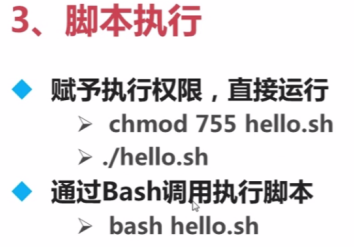 3、脚本执行
赋予执行权限，直接运行
chmod 755 hello.sh
./hello.sh
通过Bash调用执行脚本
bash hello.sh